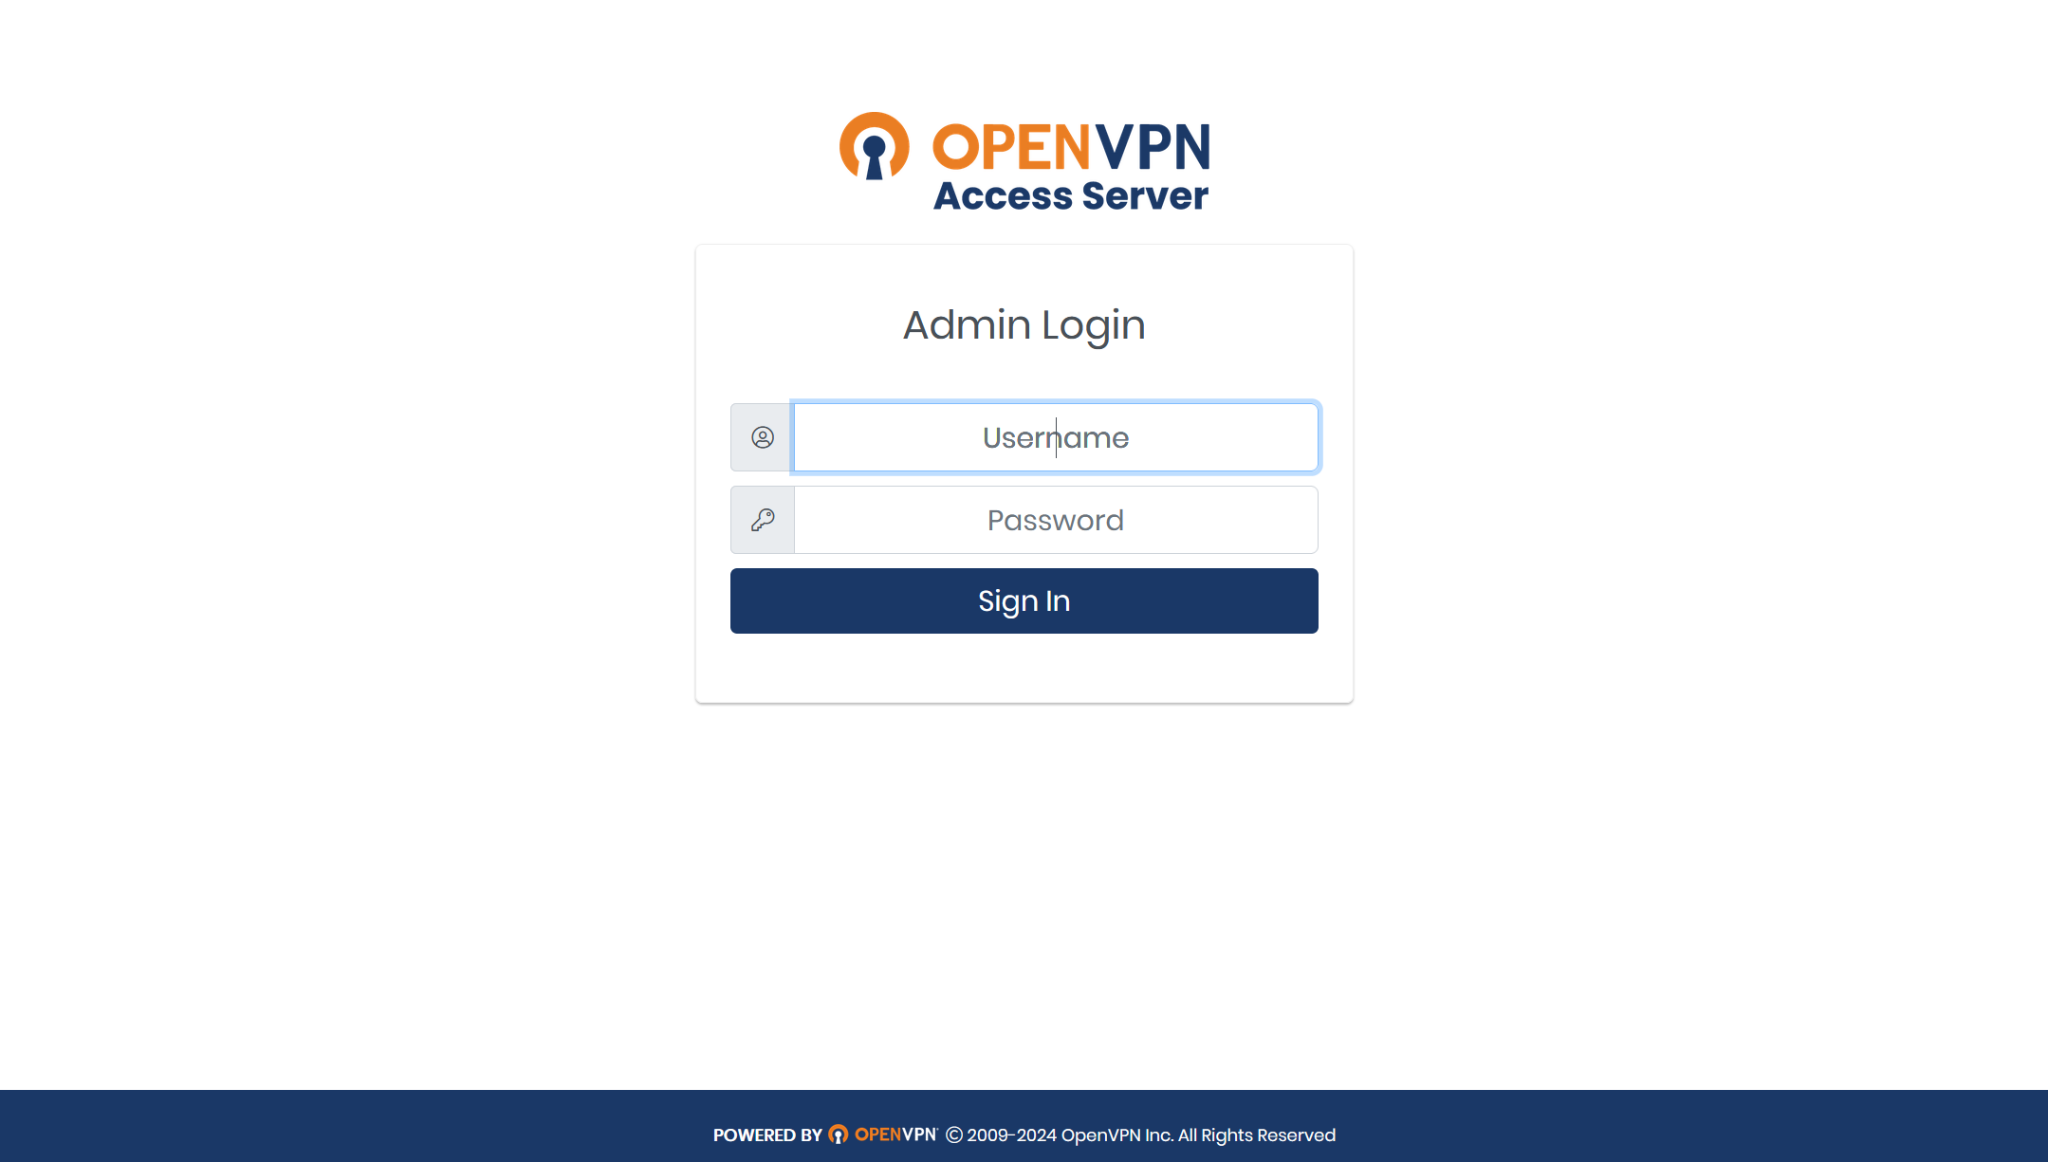 OPENVPN
Access Server
Admin Login
Username
Password
Sign In
POWERED BY OPENVPN © 2009-2024 OpenVPN Inc. All Rights Reserved